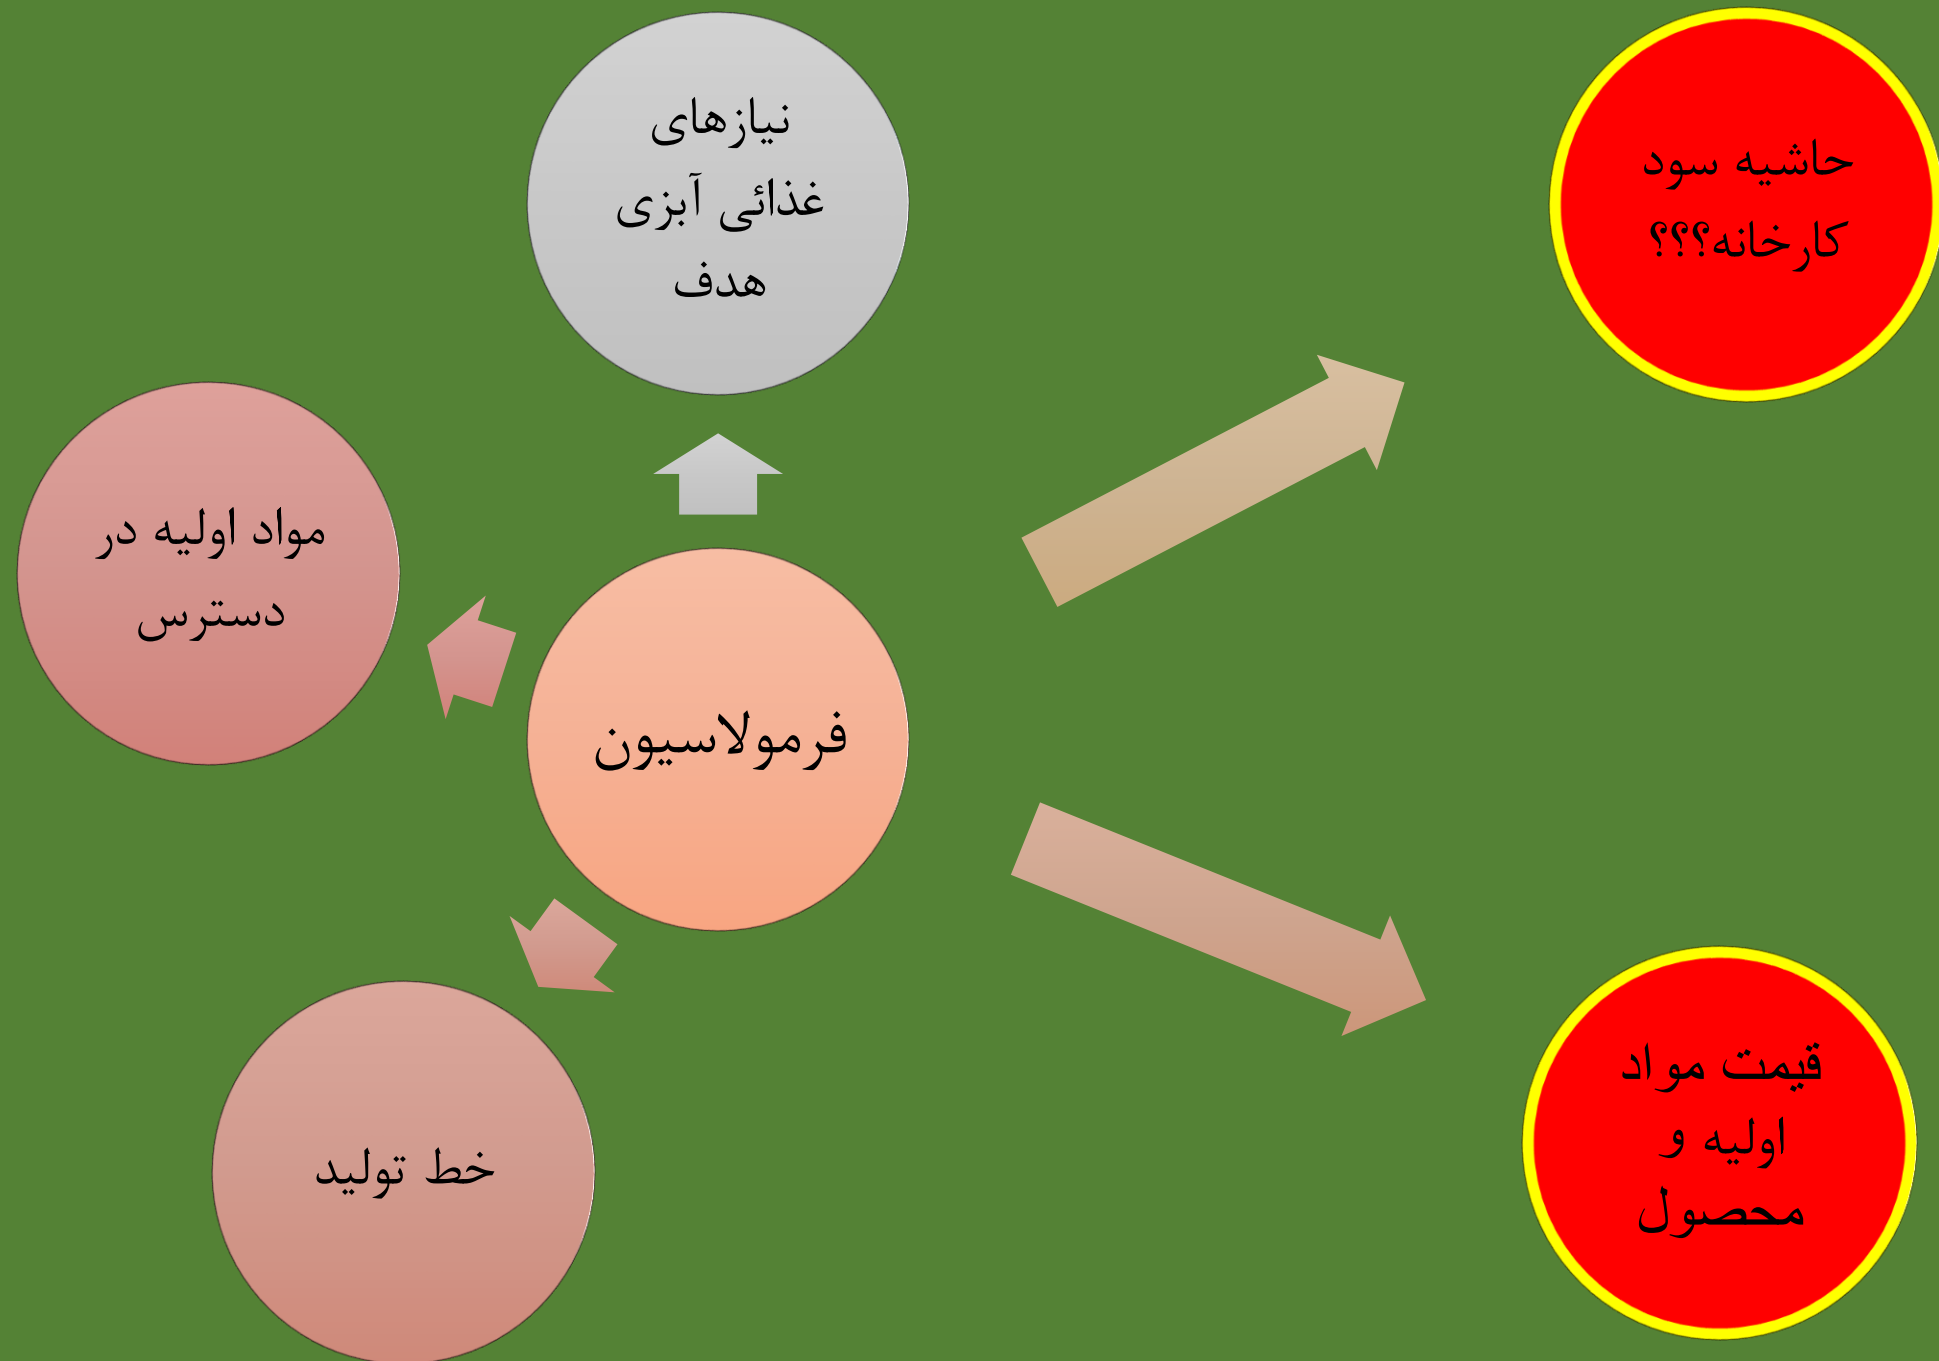 نیازهای
غذائی آبزی
هدف
حاشیه سود
کارخانه؟؟؟
مواد اولیه در
دسترس
فرمولاسیون
خط تولید
قیمت مواد
اولیه و
محصول